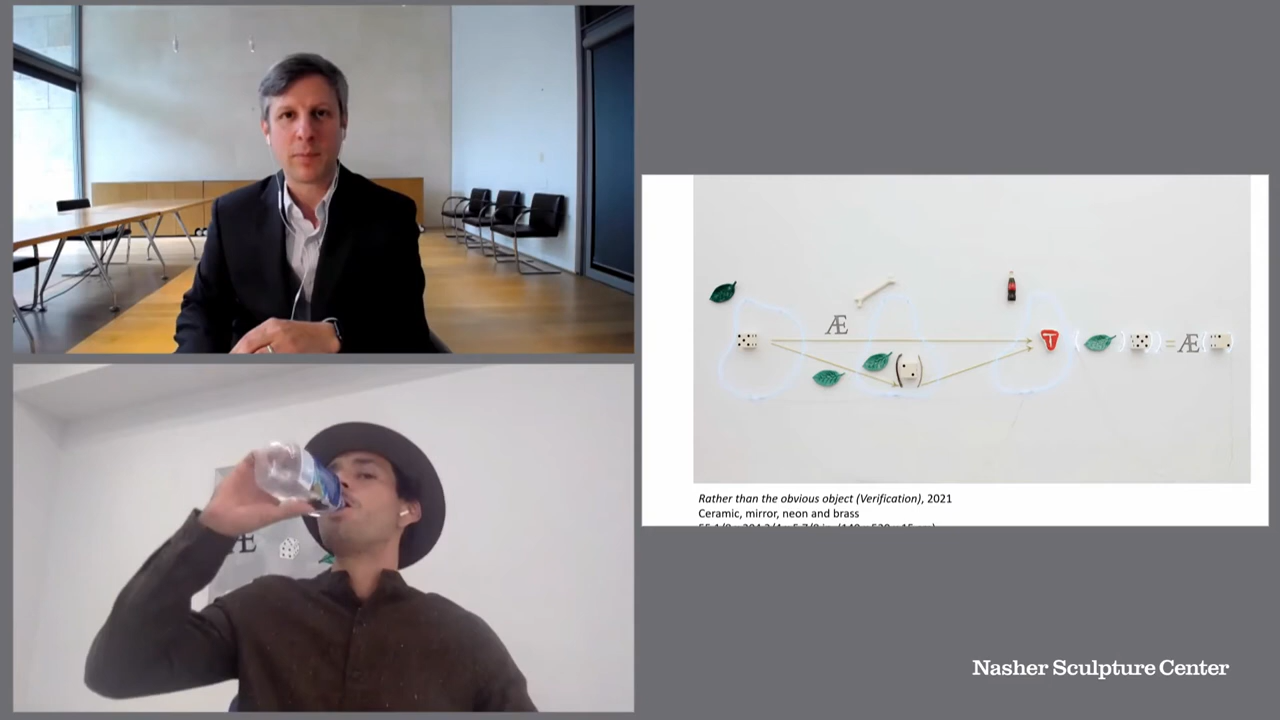 Æ
T
= Æ
Æ
Rather than the obvious object (Verification), 2021
Ceramic, mirror, neon and brass
Nasher Sculpture Center